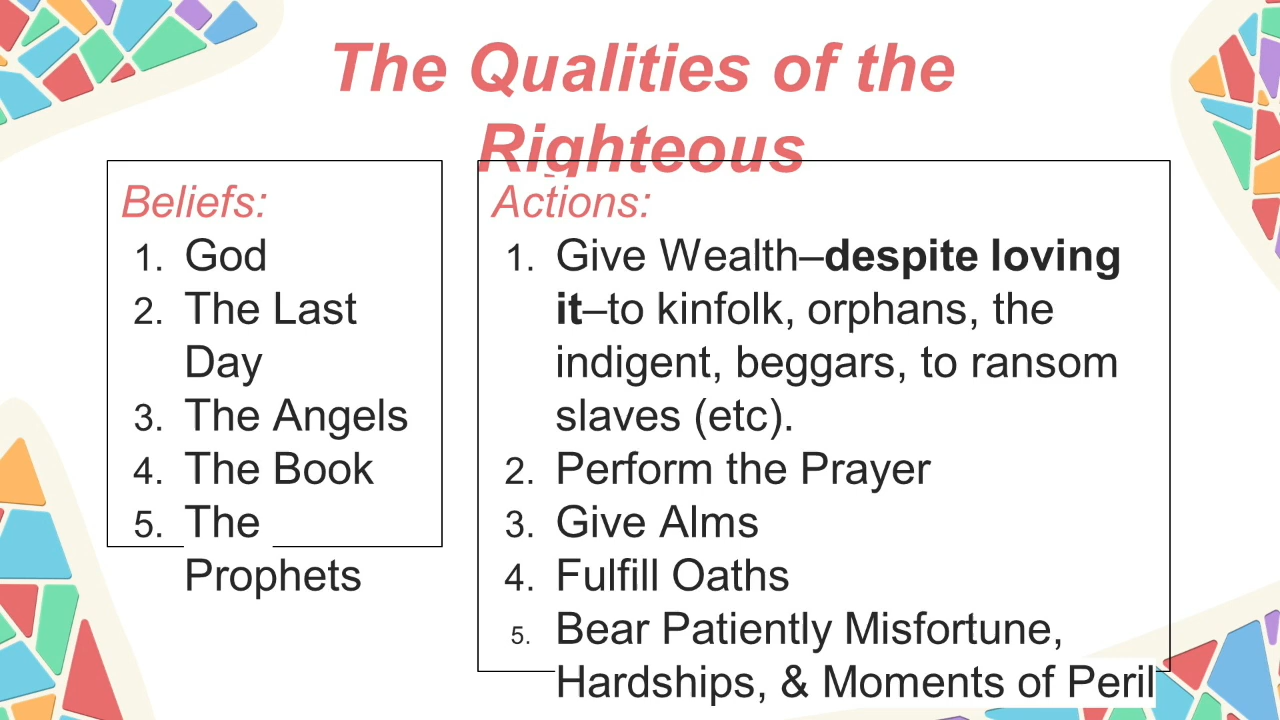 The Qualities of the
Righteous
Beliefs:
1. God
2. The Last
Day
3. The Angels
4. The Book
5. The
Prophets
Actions:
1. Give Wealth–despite loving
it–to kinfolk, orphans, the
indigent, beggars, to ransom
slaves (etc).
2. Perform the Prayer
3. Give Alms
4. Fulfill Oaths
5. Bear Patiently Misfortune,
Hardships, & Moments of Peril